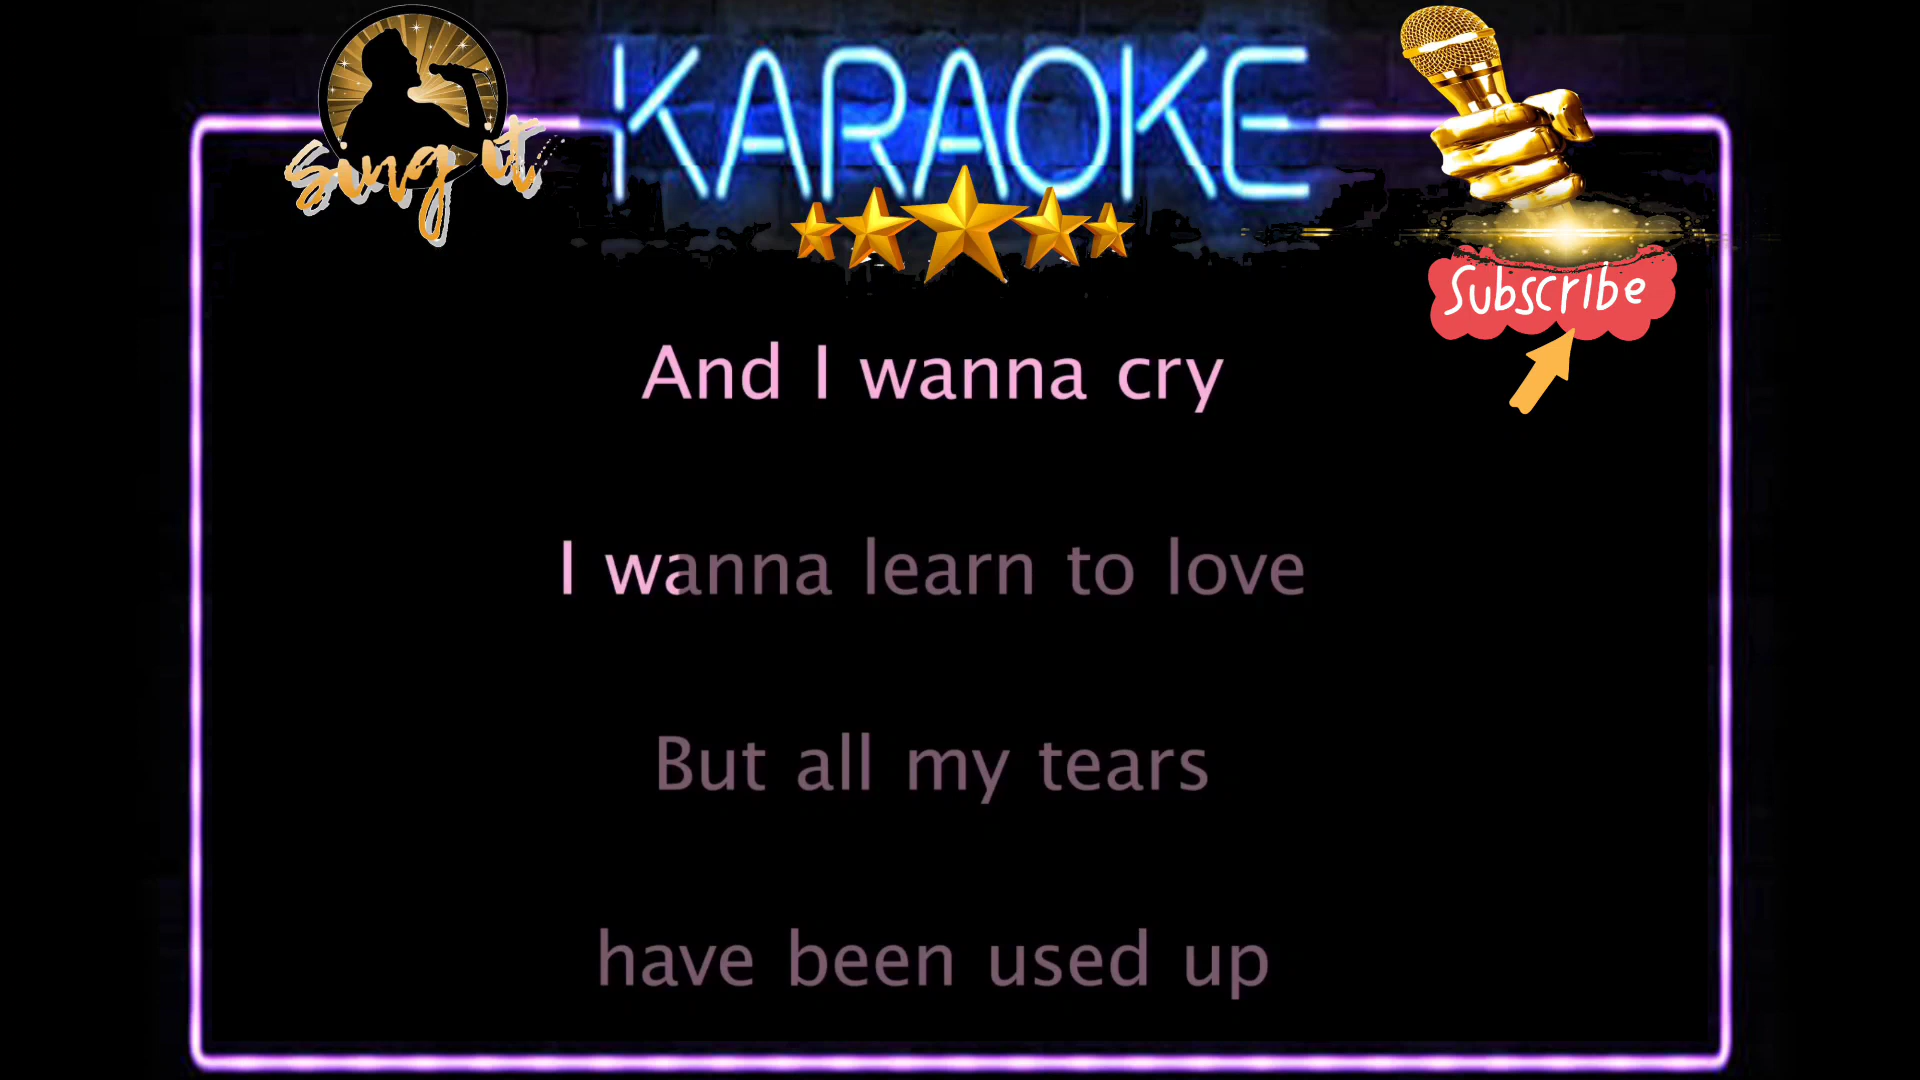 KARAOKE
sing it
Subscribe
And I wanna cry
I wanna learn to love
But all my tears
have been used up